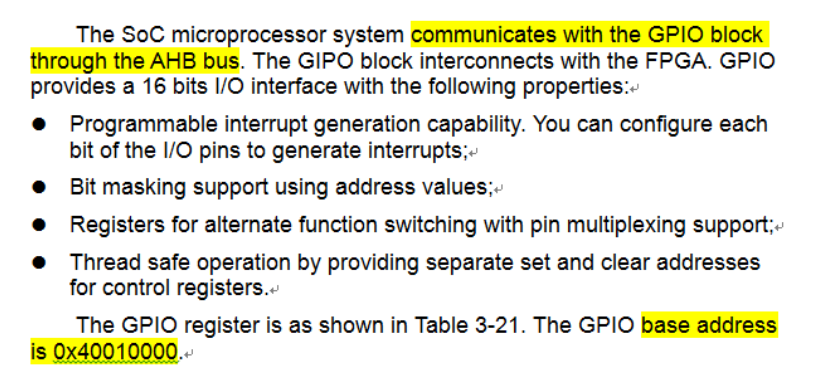 The SoC microprocessor system communicates with the GPIO block
through the AHB bus. The GIPO block interconnects with the FPGA. GPIO
provides a 16 bits I/O interface with the following properties:↵
● Programmable interrupt generation capability. You can configure each
bit of the I/O pins to generate interrupts;↵
● Bit masking support using address values;↵
● Registers for alternate function switching with pin multiplexing support;↵
● Thread safe operation by providing separate set and clear addresses
for control registers.↵
The GPIO register is as shown in Table 3-21. The GPIO base address
is 0x40010000.↵